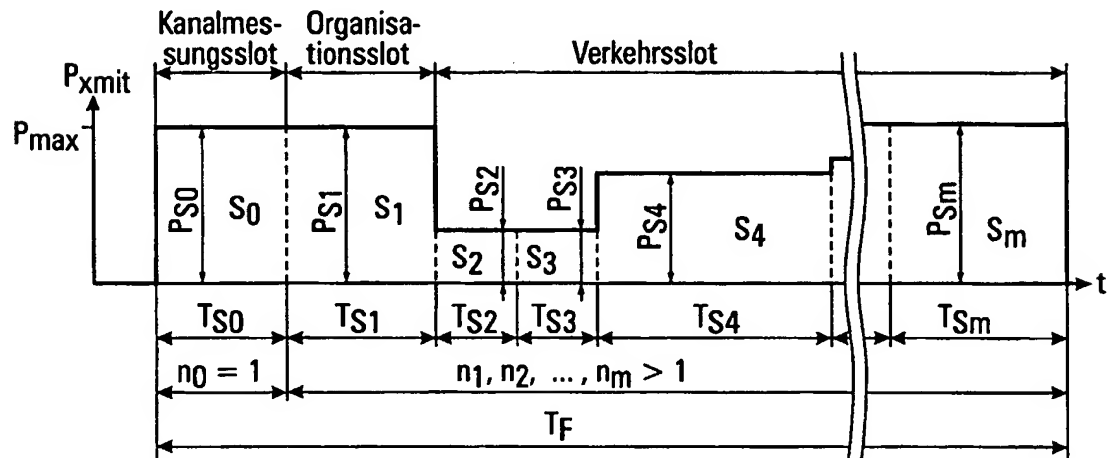 Kanalmes-
sungsslot
Organisa-
tionsslot
Verkehrsslot
Pxmit
Pmax
PS0
S0
PS1
S1
PS2
S2
PS3
S3
PS4
S4
PSm
Sm
t
TS0
TS1
TS2
TS3
TS4
TSm
n0 = 1
n1, n2, ..., nm > 1
TF